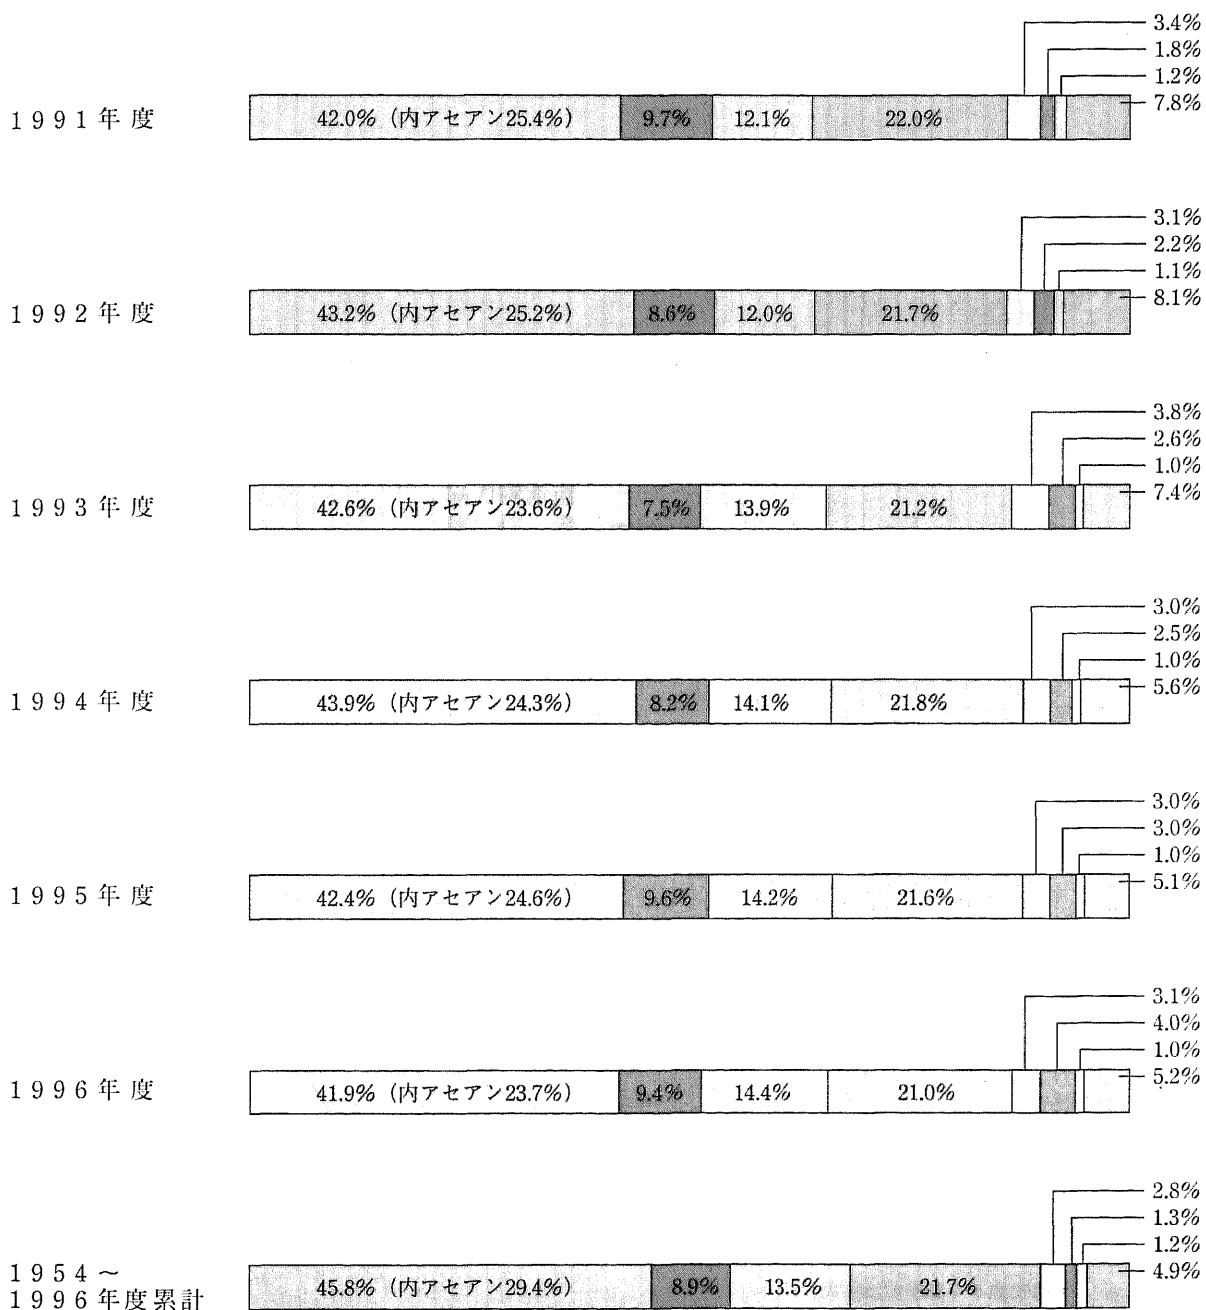 3.4%
1.8%
1.2%
7.8%
1991年度
42.0%（内アセアン25.4%） 9.7% 12.1% 22.0%
3.1%
2.2%
1.1%
8.1%
1992年度
43.2%（内アセアン25.2%） 8.6% 12.0% 21.7%
3.8%
2.6%
1.0%
7.4%
1993年度
42.6%（内アセアン23.6%） 7.5% 13.9% 21.2%
3.0%
2.5%
1.0%
5.6%
1994年度
43.9%（内アセアン24.3%） 8.2% 14.1% 21.8%
3.0%
3.0%
1.0%
5.1%
1995年度
42.4%（内アセアン24.6%） 9.6% 14.2% 21.6%
3.1%
4.0%
1.0%
5.2%
1996年度
41.9%（内アセアン23.7%） 9.4% 14.4% 21.0%
2.8%
1.3%
1.2%
4.9%
1954～
1996年度累計
45.8%（内アセアン29.4%） 8.9% 13.5% 21.7%